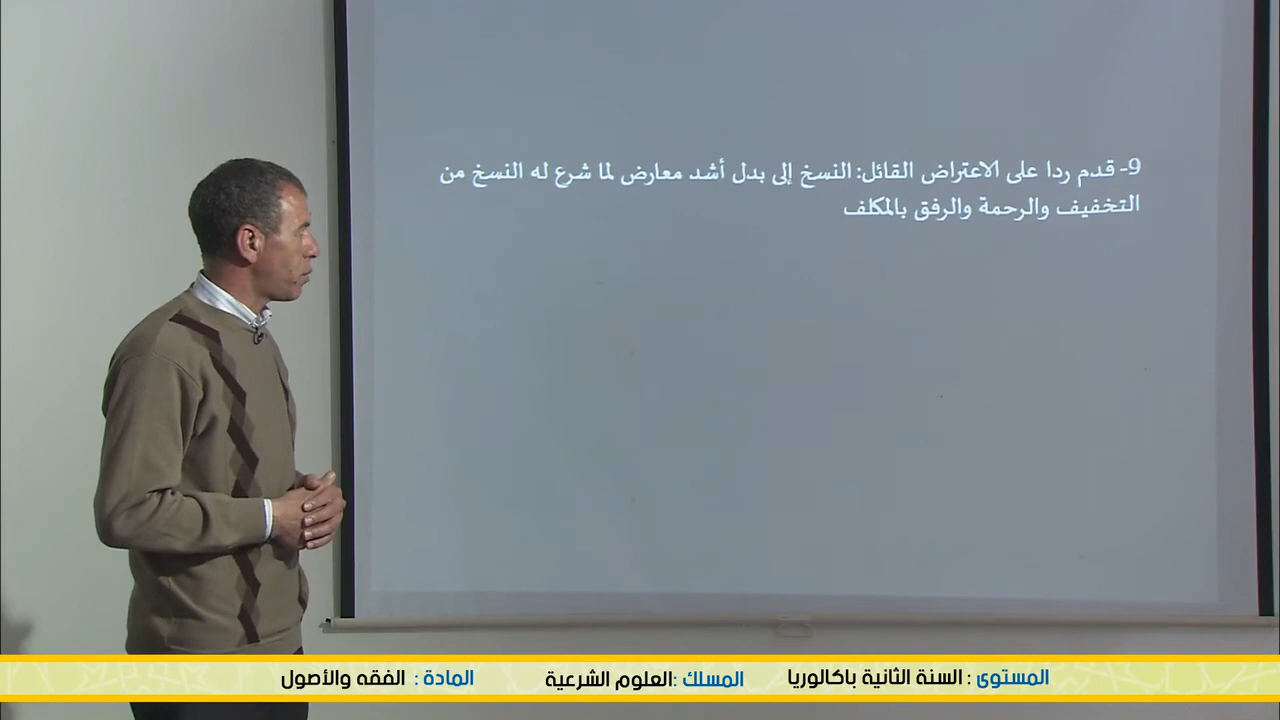 9- قدم ردا على الاعتراض القائل: النسخ إلى بدل أشد معارض لما شرع له النسخ من
التخفيف والرحمة والرفق بالمكلف
المستوى : السنة الثانية باكالوريا المسلك :العلوم الشرعية المادة : الفقه والأصول